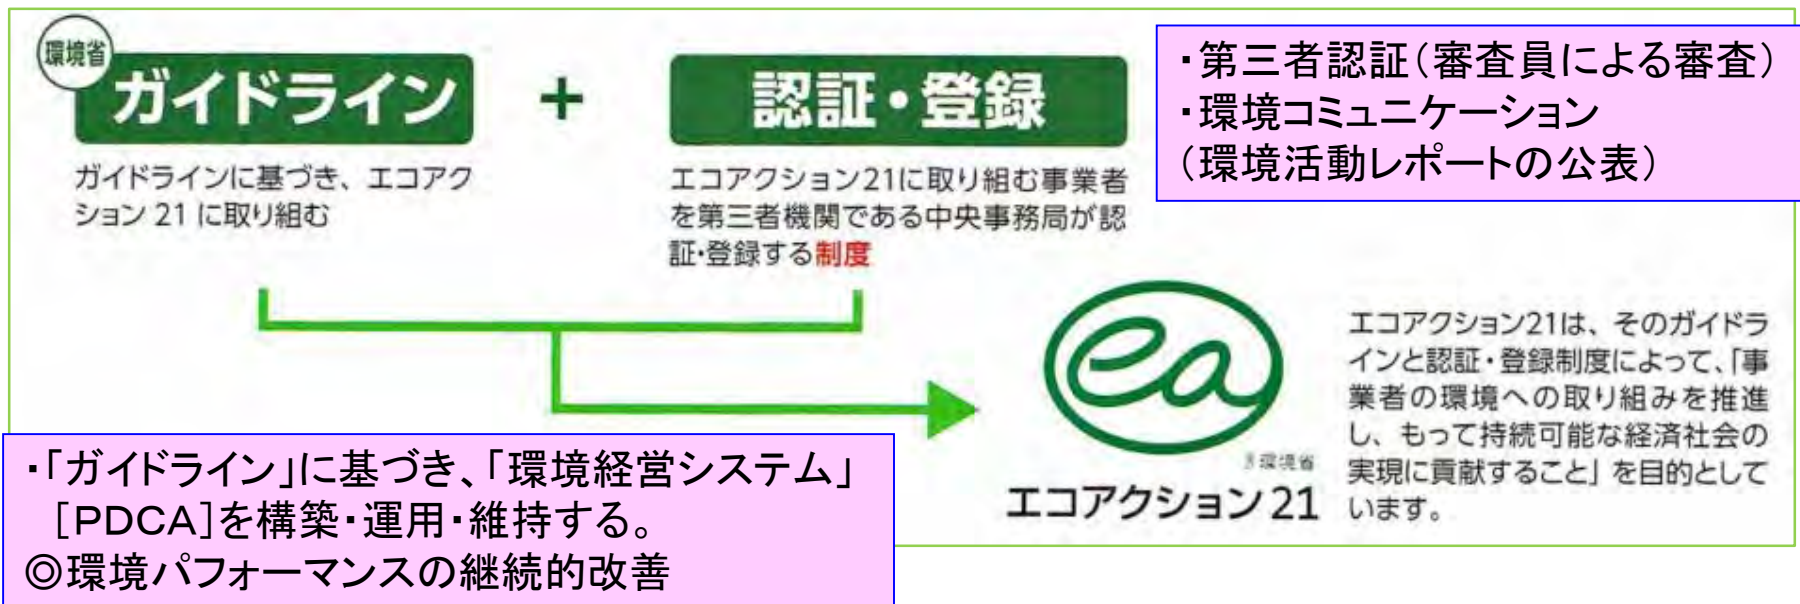 環境省
ガイドライン
+
認証・登録
ガイドラインに基づき、エコアク
ション 21 に取り組む
エコアクション21に取り組む事業者
を第三者機関である中央事務局が認
証・登録する制度
・第三者認証(審査員による審査)
・環境コミュニケーション
(環境活動レポートの公表)
ea
環境省
エコアクション21
エコアクション21は、そのガイドラ
インと認証・登録制度によって、「事
業者の環境への取り組みを推進
し、もって持続可能な経済社会の
実現に貢献すること」を目的として
います。
・「ガイドライン」に基づき、「環境経営システム」
[PDCA]を構築・運用・維持する。
◎環境パフォーマンスの継続的改善